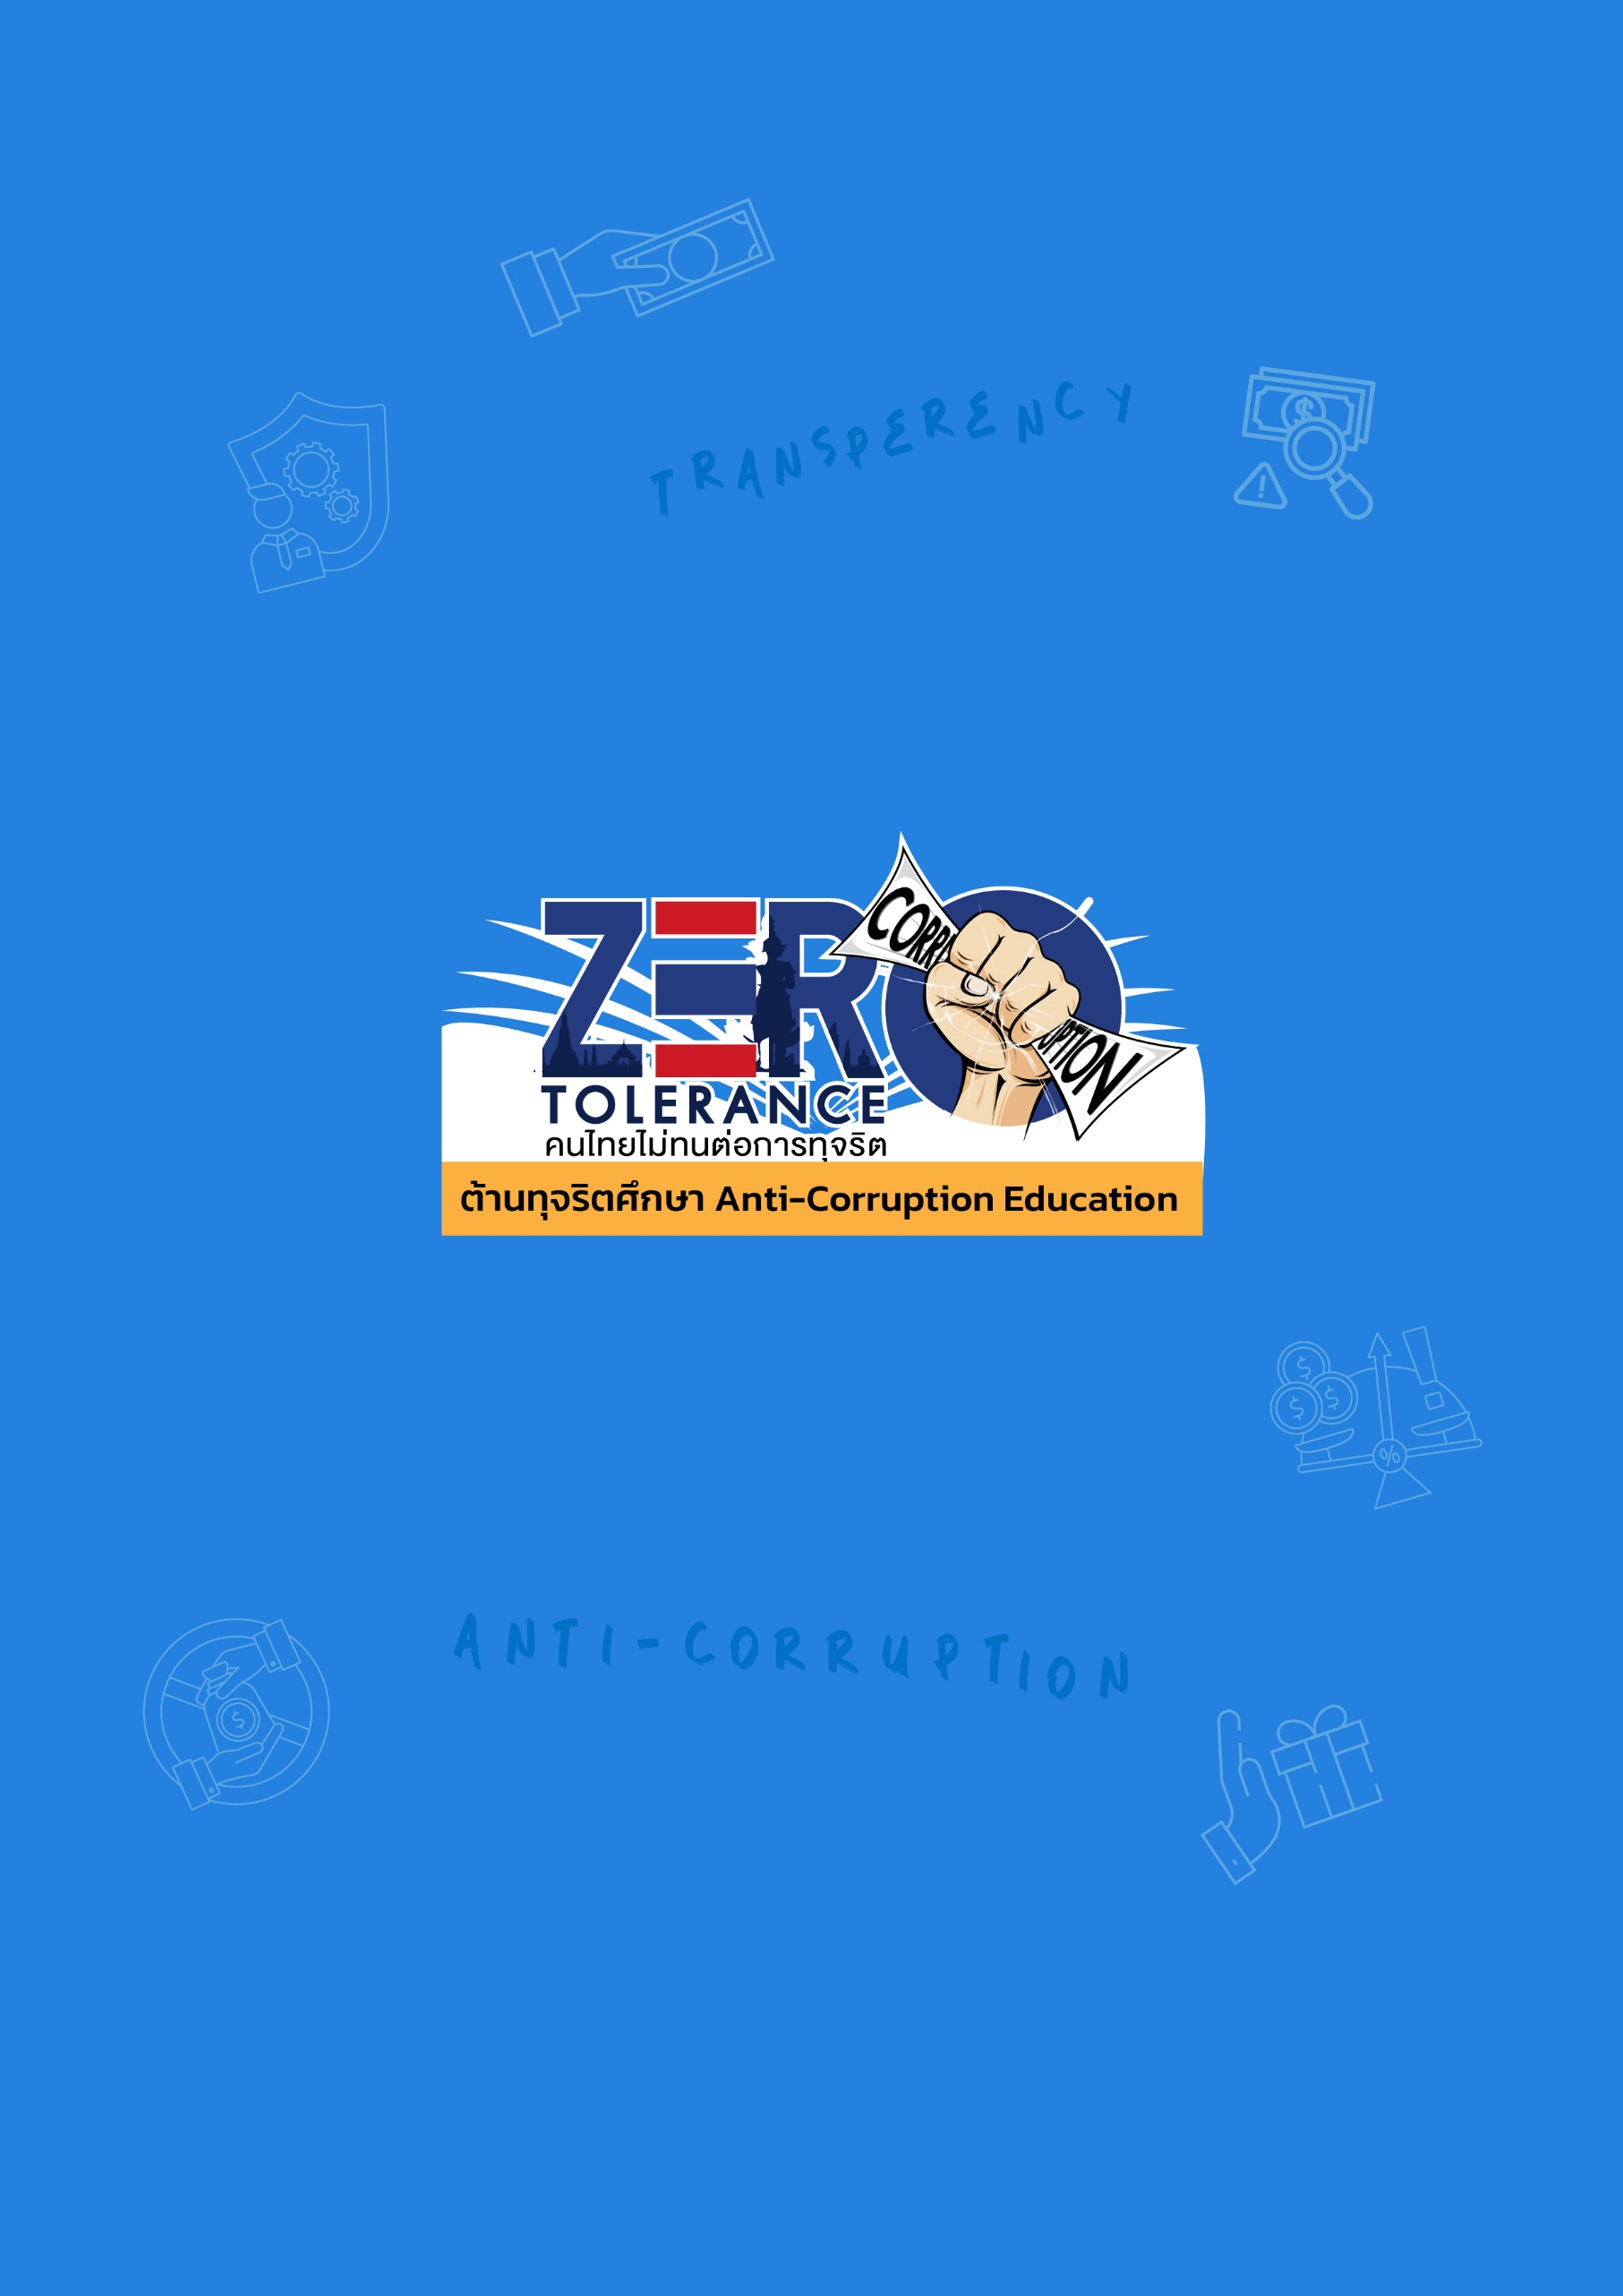 TRANSPERENCY
ZERO
CORRUPTION
TOLERANCE
คนไทยไม่ทนต่อการทุจริต
ต้านทุจริตศึกษา Anti-Corruption Education
ANTI-CORRUPTION